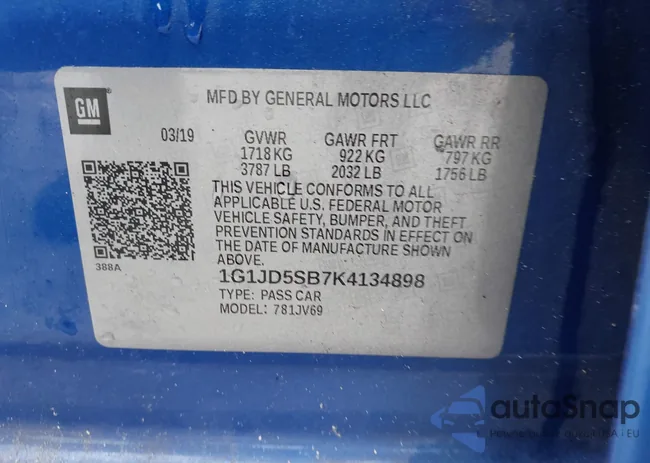 GM
MFD BY GENERAL MOTORS LLC
03/19 GVWR GAWR FRT GAWR RR
1718 KG 922 KG 797 KG
3787 LB 2032 LB 1756 LB
THIS VEHICLE CONFORMS TO ALL
APPLICABLE U.S. FEDERAL MOTOR
VEHICLE SAFETY, BUMPER, AND THEFT
PREVENTION STANDARDS IN EFFECT ON
THE DATE OF MANUFACTURE SHOWN
ABOVE.
388A
1G1JD5SB7K4134898
TYPE: PASS CAR
MODEL: 781JV69
autoSnap